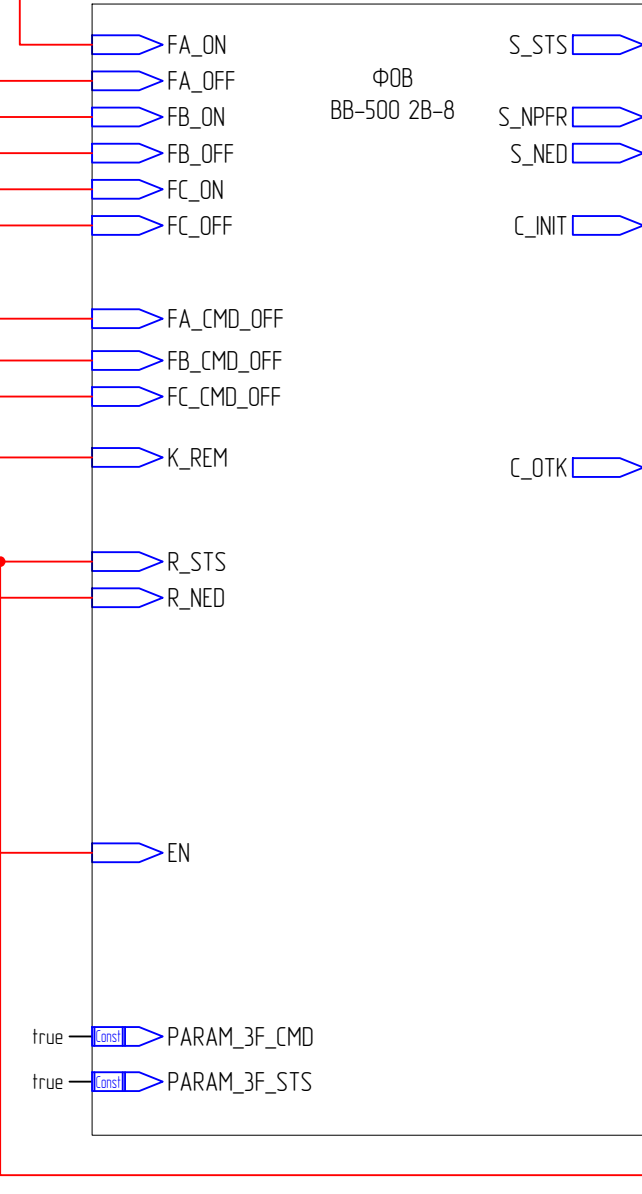 FA_ON
S_STS
FA_OFF
ФОВ
FB_ON
ВВ-500 2В-8
S_NPFR
FB_OFF
S_NED
FC_ON
FC_OFF
C_INIT
FA_CMD_OFF
FB_CMD_OFF
FC_CMD_OFF
K_REM
C_OTK
R_STS
R_NED
EN
true
Const
PARAM_3F_CMD
true
Const
PARAM_3F_STS